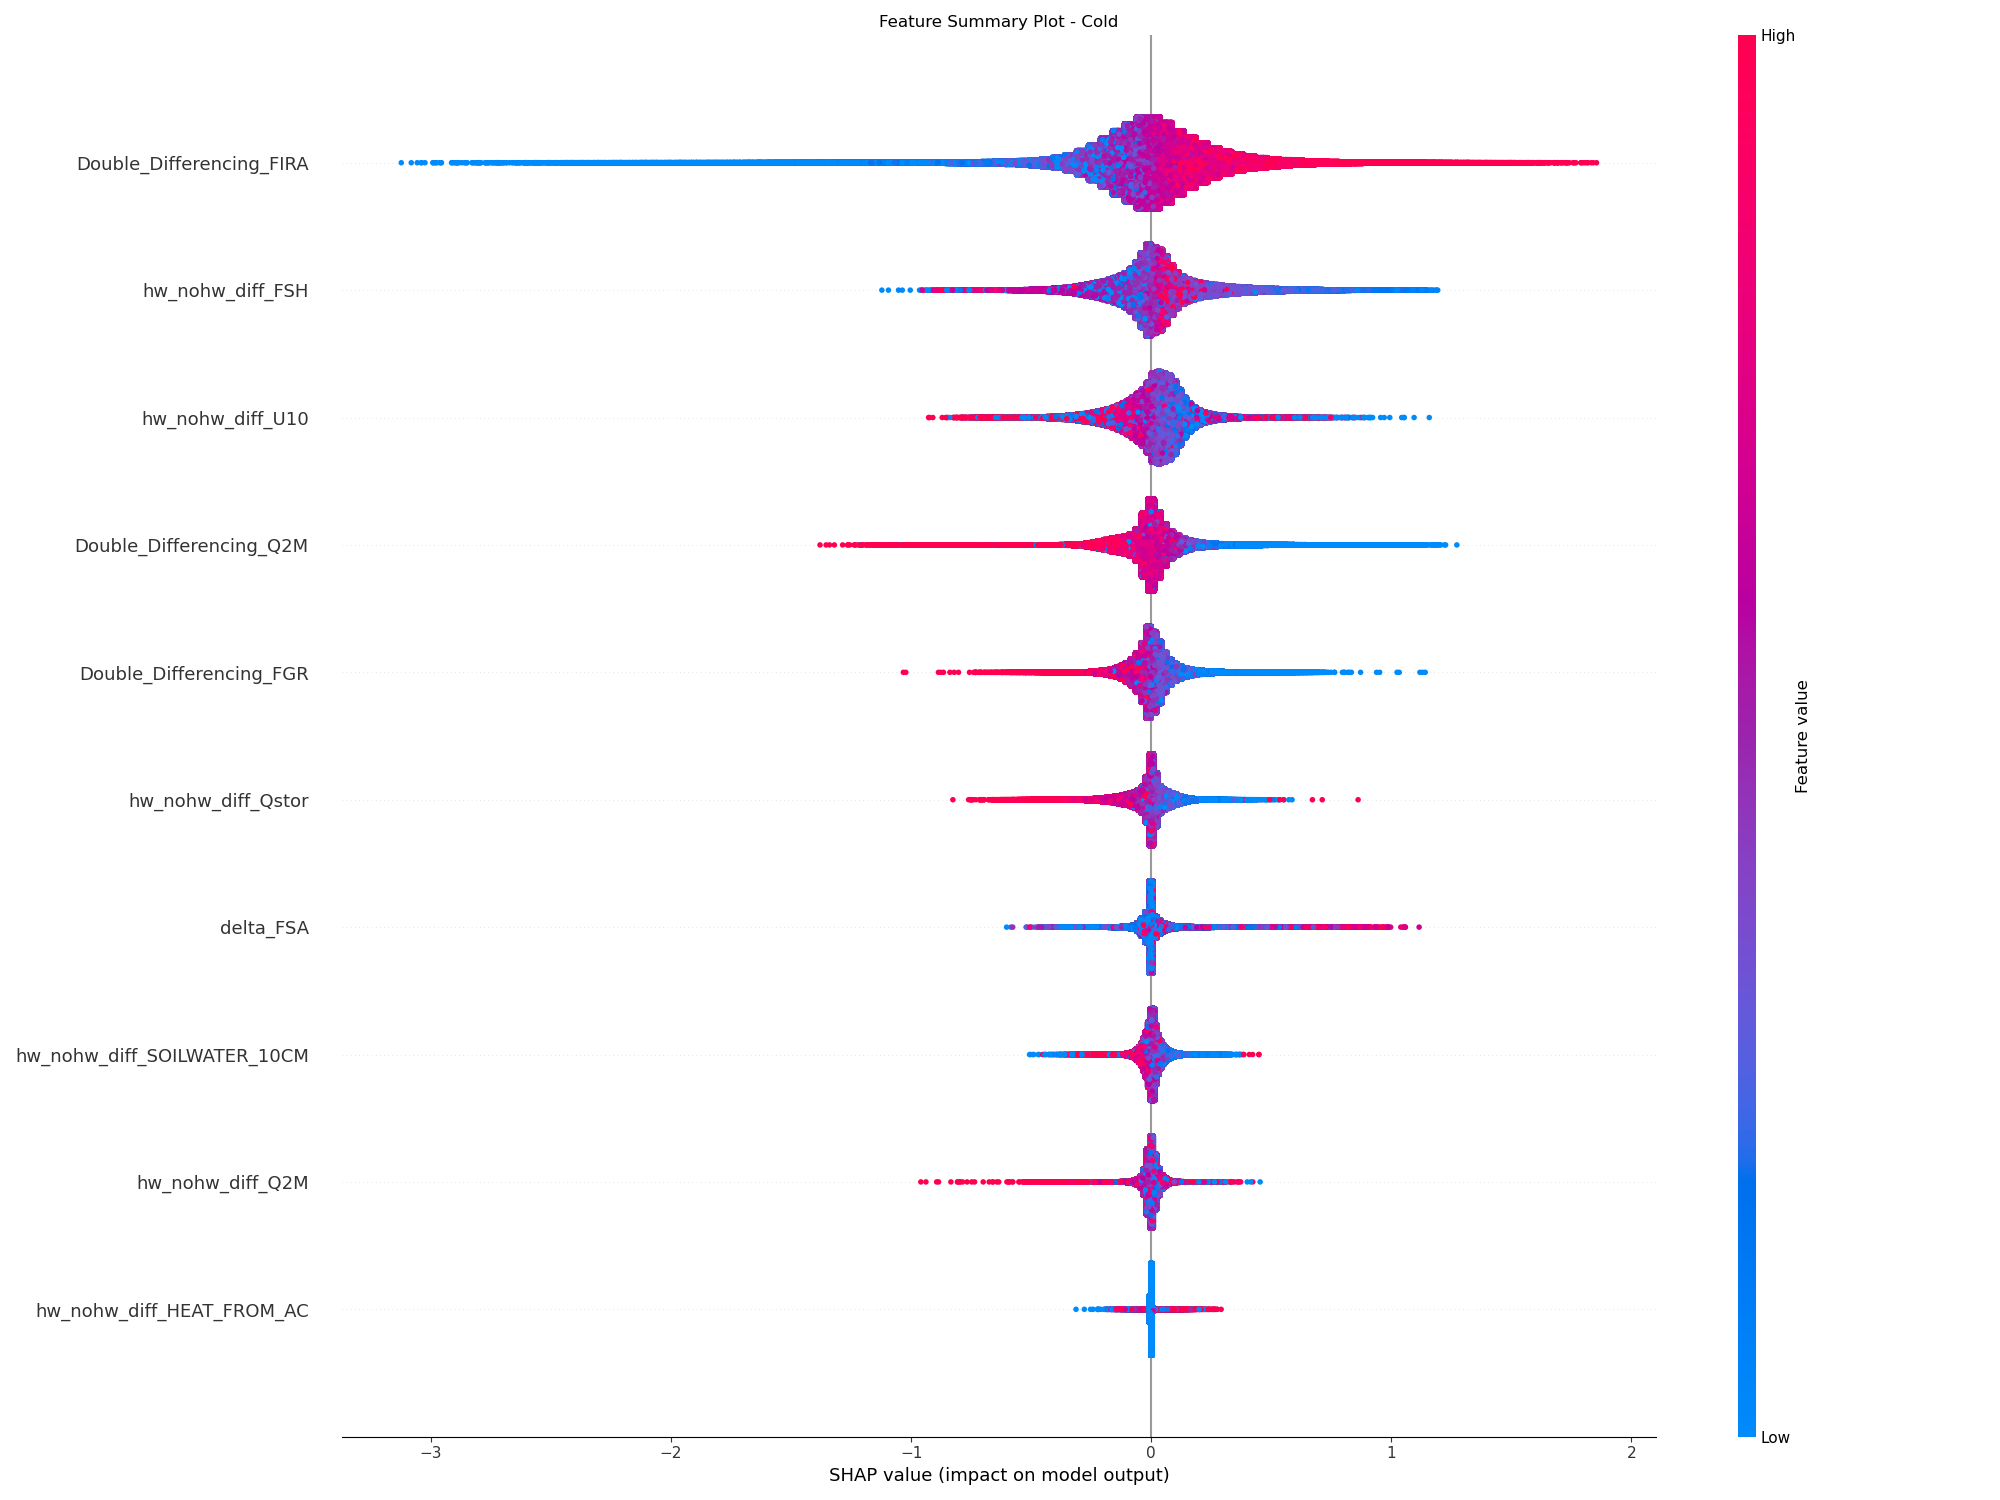 Feature Summary Plot - Cold
High
Double_Differencing_FIRA
hw_nohw_diff_FSH
hw_nohw_diff_U10
Double_Differencing_Q2M
Double_Differencing_FGR
hw_nohw_diff_Qstor
delta_FSA
hw_nohw_diff_SOILWATER_10CM
hw_nohw_diff_Q2M
hw_nohw_diff_HEAT_FROM_AC
Feature value
Low
−3 −2 −1 0 1 2
SHAP value (impact on model output)